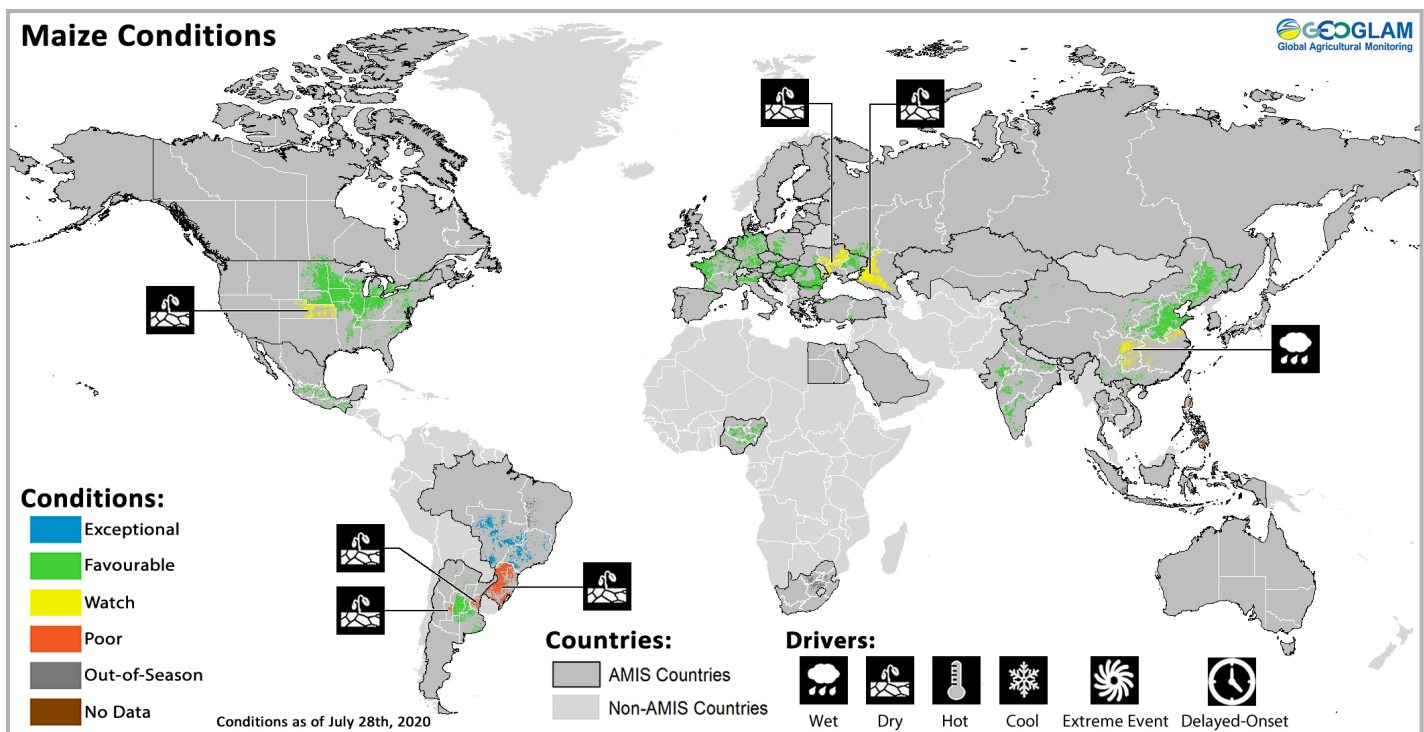 Maize Conditions
GEOGLAM
Global Agricultural Monitoring
Conditions:
Exceptional
Favourable
Watch
Poor
Out-of-Season
No Data
Conditions as of July 28th, 2020
Countries:
AMIS Countries
Non-AMIS Countries
Drivers:
Wet
Dry
Hot
Cool
Extreme Event
Delayed-Onset